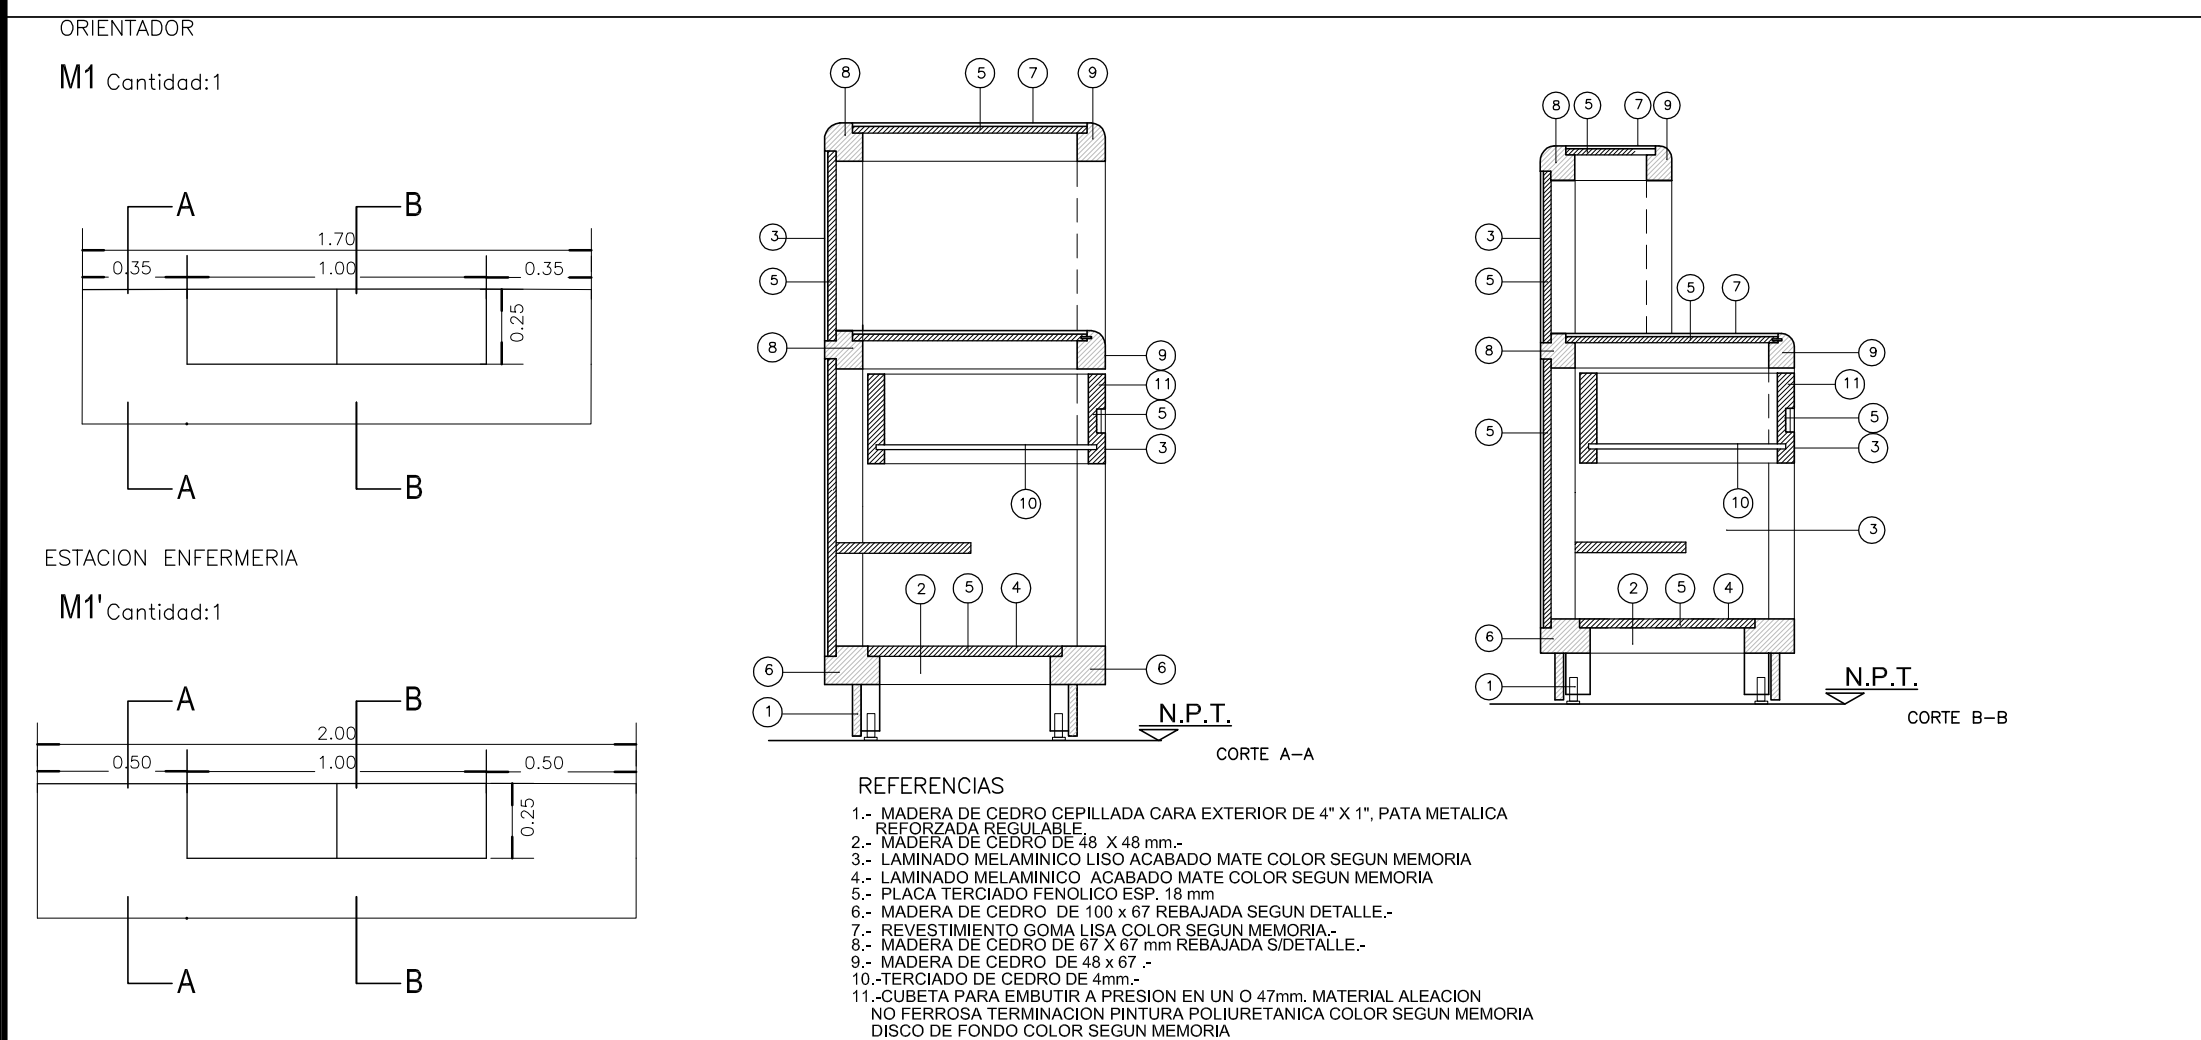 ORIENTADOR
M1 Cantidad:1
A B
1.70
0.35 1.00 0.35
0.25
A B
ESTACION ENFERMERIA
M1' Cantidad:1
A B
2.00
0.50 1.00 0.50
0.25
A B
8 5 7 9
3
5
8
9
11
5
3
10
2 5 4
6 6
1
N.P.T.
CORTE A-A
8 5 7 9
3
5
5 7
8
9
11
5
5
3
10
3
2 5 4
6
1
N.P.T.
CORTE B-B
REFERENCIAS
1.- MADERA DE CEDRO CEPILLADA CARA EXTERIOR DE 4" X 1", PATA METALICA
REFORZADA REGULABLE.
2.- MADERA DE CEDRO DE 48 X 48 mm.-
3.- LAMINADO MELAMINICO LISO ACABADO MATE COLOR SEGUN MEMORIA
4.- LAMINADO MELAMINICO ACABADO MATE COLOR SEGUN MEMORIA
5.- PLACA TERCIADO FENOLICO ESP. 18 mm
6.- MADERA DE CEDRO DE 100 x 67 REBAJADA SEGUN DETALLE.-
7.- REVESTIMIENTO GOMA LISA COLOR SEGUN MEMORIA.-
8.- MADERA DE CEDRO DE 67 X 67 mm REBAJADA S/DETALLE.-
9.- MADERA DE CEDRO DE 48 x 67 .-
10.-TERCIADO DE CEDRO DE 4mm.-
11.-CUBETA PARA EMBUTIR A PRESION EN UN O 47mm. MATERIAL ALEACION
NO FERROSA TERMINACION PINTURA POLIURETANICA COLOR SEGUN MEMORIA
DISCO DE FONDO COLOR SEGUN MEMORIA